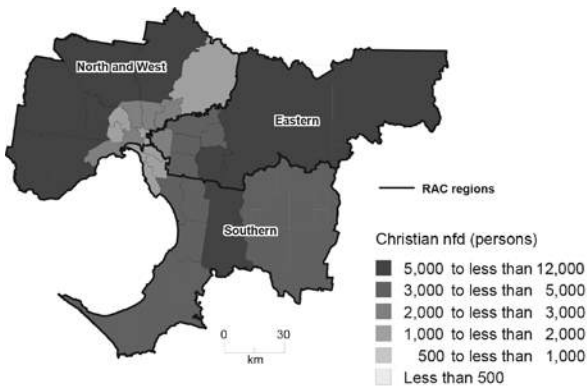 North and West
Eastern
RAC regions
Southern
Christian nfd (persons)
5,000 to less than 12,000
3,000 to less than 5,000
2,000 to less than 3,000
1,000 to less than 2,000
500 to less than 1,000
Less than 500
0 30
km